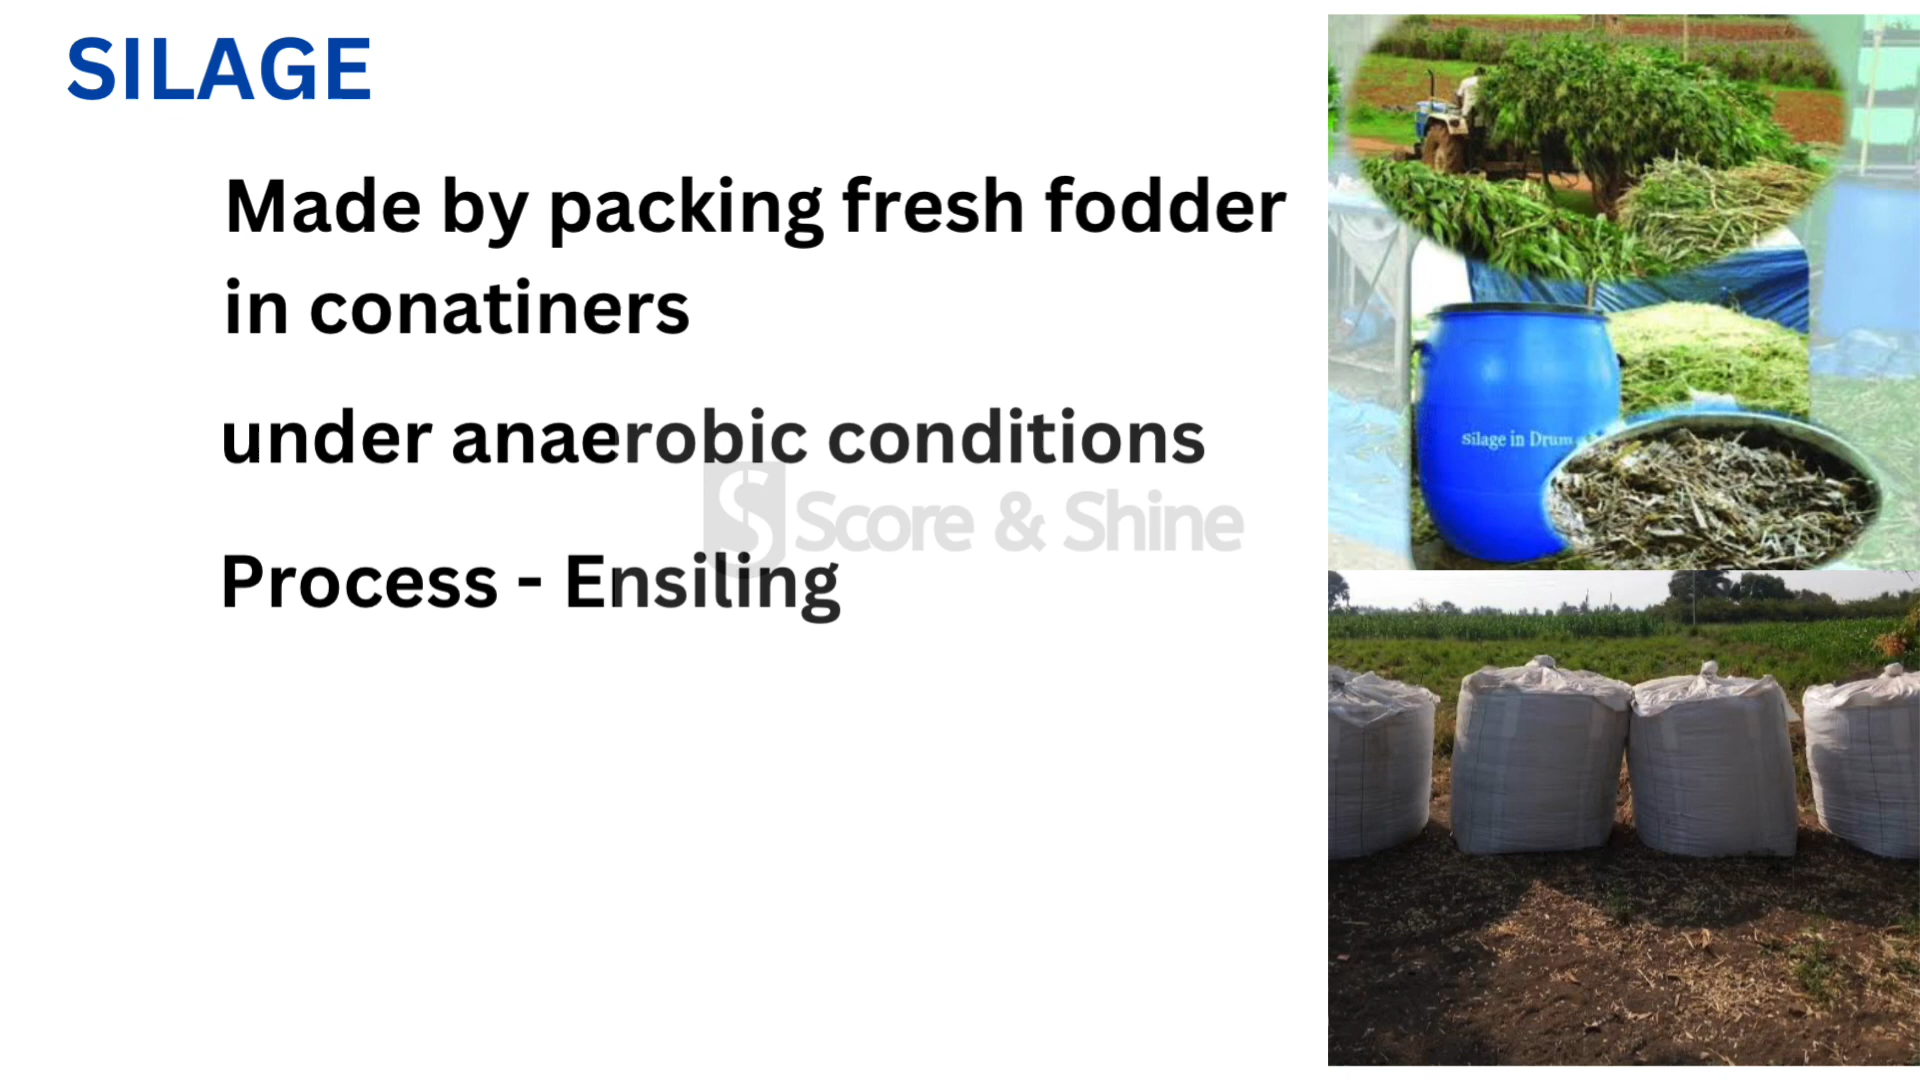 SILAGE
Made by packing fresh fodder
in conatiners
under anaerobic conditions
Score & Shine
Process - Ensiling
Silage in Drum